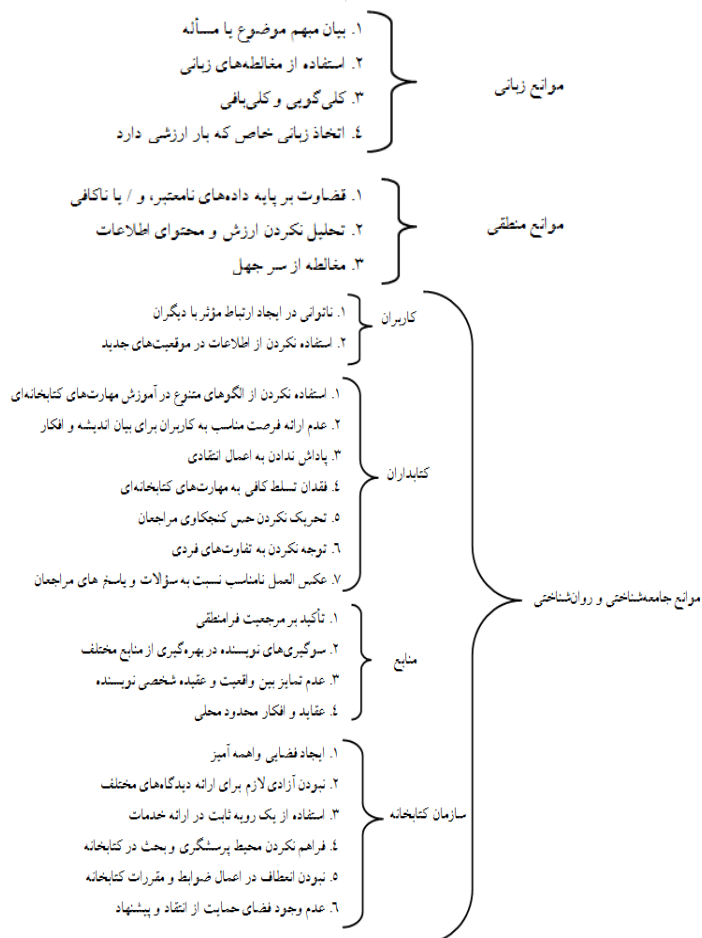 موانع زبانی
۱. بیان مبهم موضوع یا مسأله
۲. استفاده از مغالطه‌های زبانی
۳. کلی‌گویی و کلی‌بافی
٤. اتخاذ زبانی خاص که بار ارزشی دارد
موانع منطقی
۱. قضاوت بر پایه داده‌های نامعتبر، و / یا ناکافی
۲. تحلیل نکردن ارزش و محتوای اطلاعات
۳. مغالطه از سر جهل
موانع جامعه‌شناختی و روان‌شناختی
کاربران
۱. ناتوانی در ایجاد ارتباط مؤثر با دیگران
۲. استفاده نکردن از اطلاعات در موقعیت‌های جدید
کتابداران
۱. استفاده نکردن از الگوهای متنوع در آموزش مهارت‌های کتابخانه‌ای
۲. عدم ارائه فرصت مناسب به کاربران برای بیان اندیشه و افکار
۳. پاداش ندادن به اعمال انتقادی
٤. فقدان تسلط کافی به مهارت‌های کتابخانه‌ای
٥. تحریک نکردن حس کنجکاوی مراجعان
٦. توجه نکردن به تفاوت‌های فردی
۷. عکس العمل نامناسب نسبت به سؤالات و پاسخ های مراجعان
منابع
۱. تأکید بر مرجعیت فرامنطقی
۲. سوگیری‌های نویسنده در بهره‌گیری از منابع مختلف
۳. عدم تمایز بین واقعیت و عقیده شخصی نویسنده
٤. عقاید و افکار محدود محلی
سازمان کتابخانه
۱. ایجاد فضایی واهمه آمیز
۲. نبودن آزادی لازم برای ارائه دیدگاه‌های مختلف
۳. استفاده از یک رویه ثابت در ارائه خدمات
٤. فراهم نکردن محیط پرسشگری و بحث در کتابخانه
٥. نبودن انعطاف در اعمال ضوابط و مقررات کتابخانه
٦. عدم وجود فضای حمایت از انتقاد و پیشنهاد